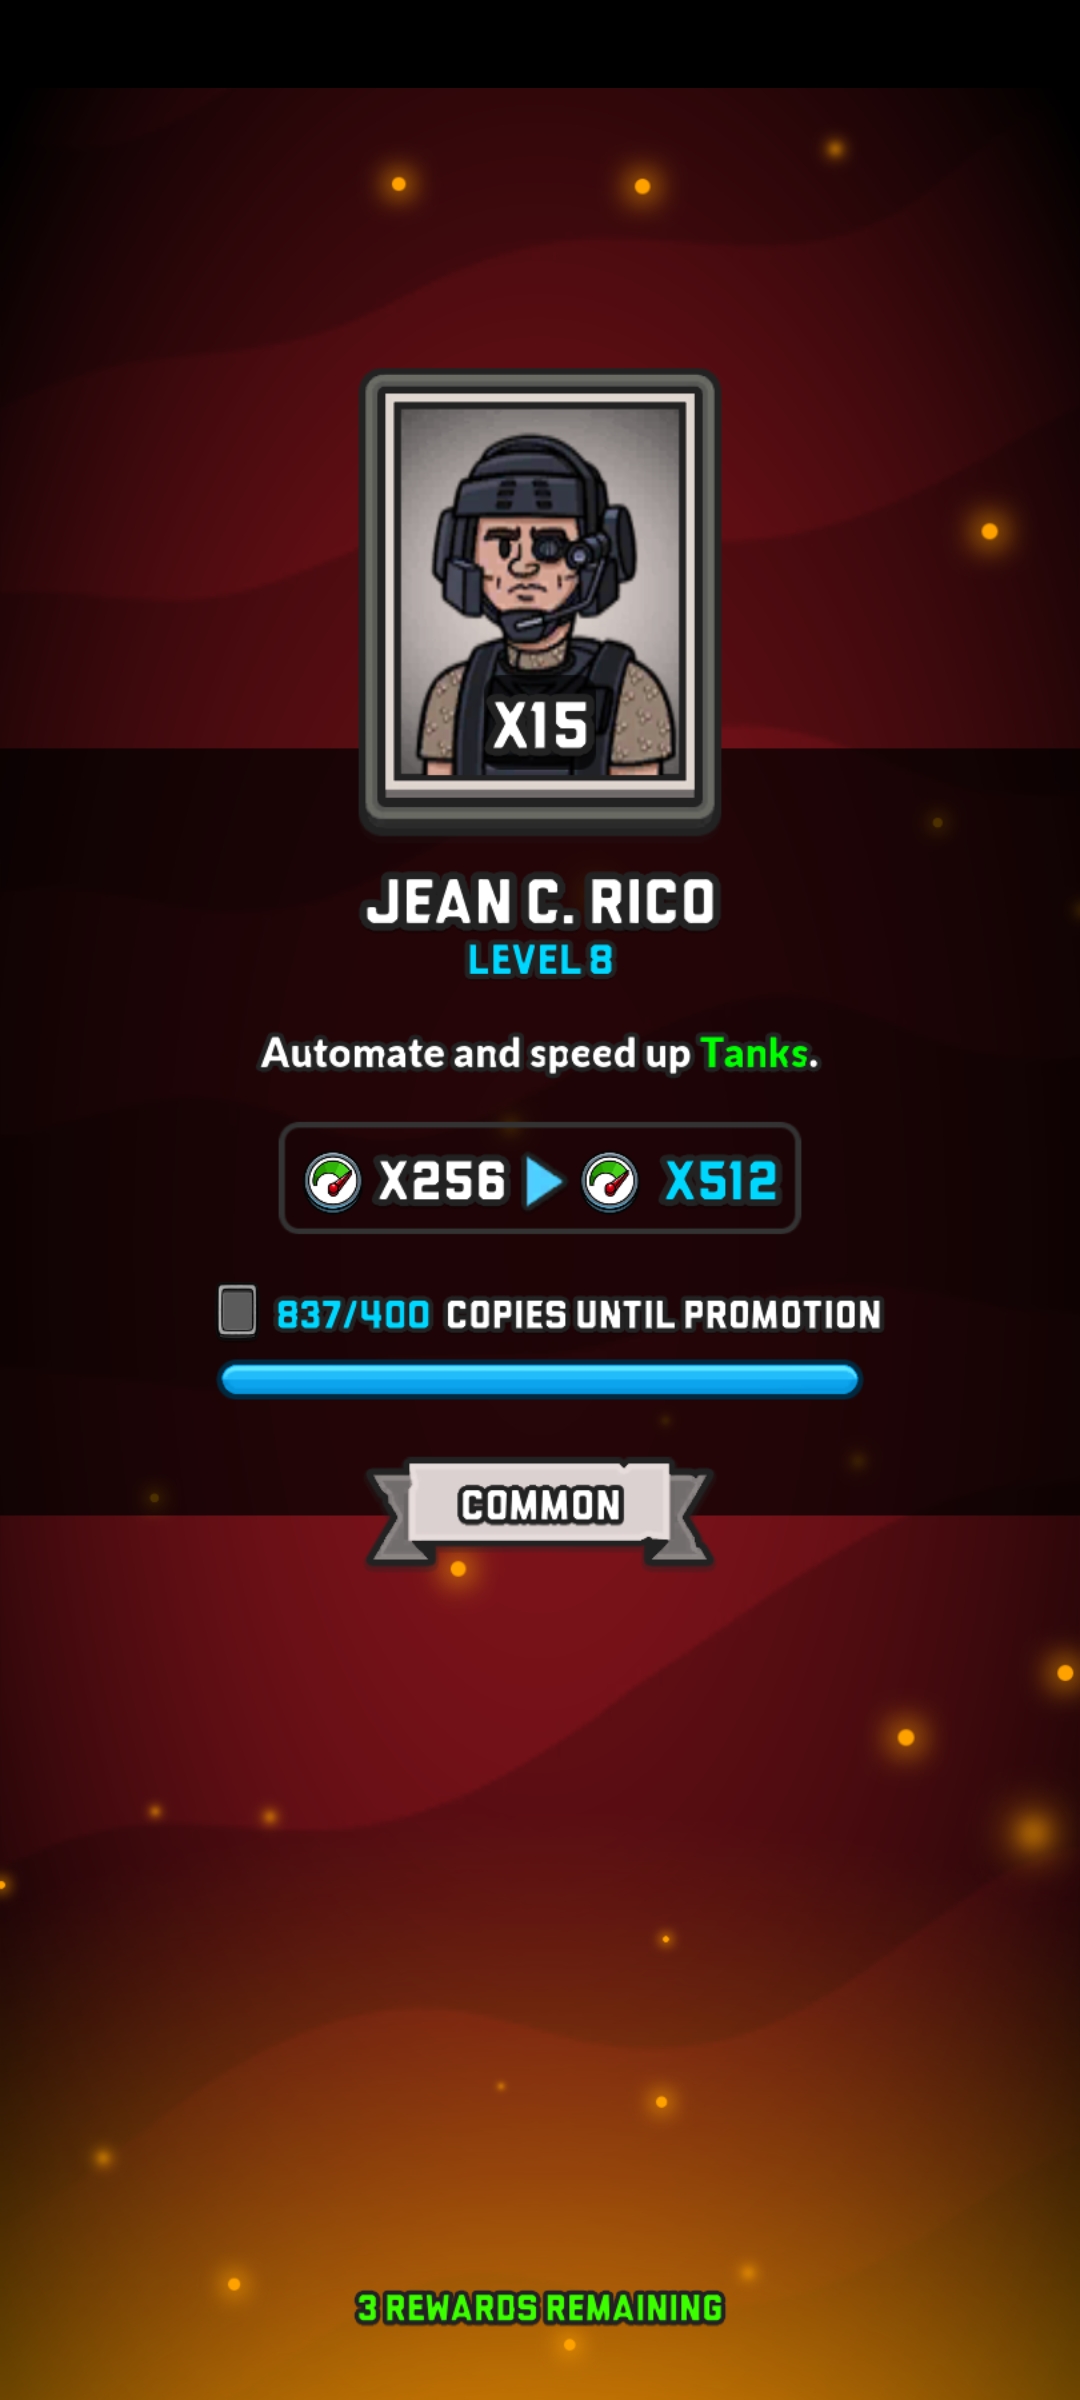 X15
JEAN C. RICO
LEVEL 8
Automate and speed up Tanks.
X256 X512
837/400 COPIES UNTIL PROMOTION
COMMON
3 REWARDS REMAINING